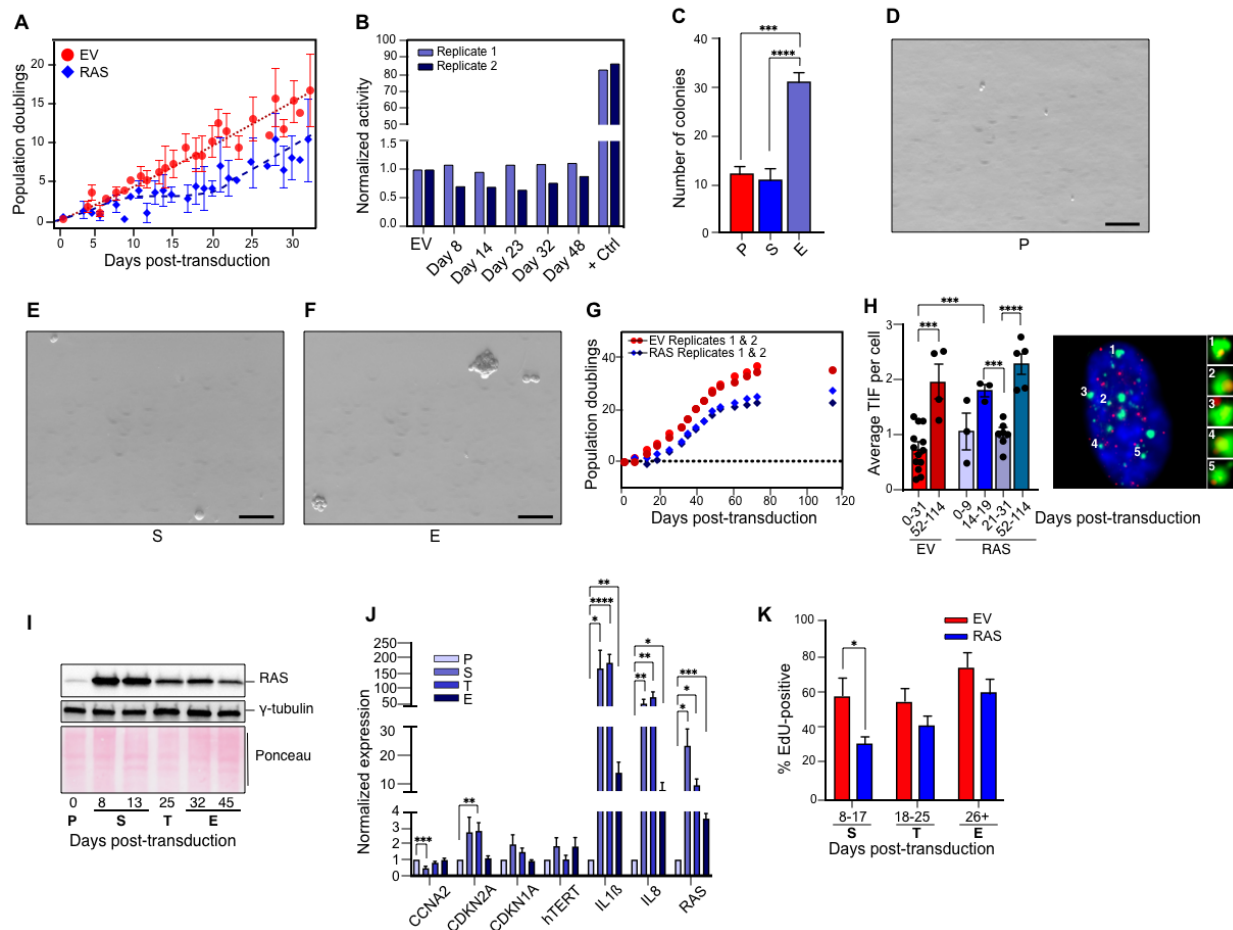 A
EV
RAS
Population doublings
20
15
10
5
0
0 5 10 15 20 25 30
Days post-transduction
B
Replicate 1
Replicate 2
Normalized activity
100
90
80
70
60
50
1.5
1.0
0.5
0.0
EV
Day 8
Day 14
Day 23
Day 32
Day 48
+ Ctrl
C
***
****
Number of colonies
40
30
20
10
0
P S E
D
P
E
S
F
E
G
EV Replicates 1 & 2
RAS Replicates 1 & 2
Population doublings
40
20
0
0 20 40 60 80 100 120
Days post-transduction
H
***
****
***
***
Average TIF per cell
3
2
1
0
0-31
52-114
0-9
14-19
21-31
52-114
EV
RAS
Days post-transduction
1
2
3
4
5
1
2
3
4
5
I
RAS
γ-tubulin
Ponceau
0 8 13 25 32 45
P S T E
Days post-transduction
J
P
S
T
E
Normalized expression
250
200
150
100
50
30
20
10
4
3
2
1
0
***
**
**
****
*
*
**
**
***
*
*
CCNA2
CDKN2A
CDKN1A
hTERT
IL1ß
IL8
RAS
K
EV
RAS
*
% EdU-positive
100
80
60
40
20
0
8-17 18-25 26+
S T E
Days post-transduction